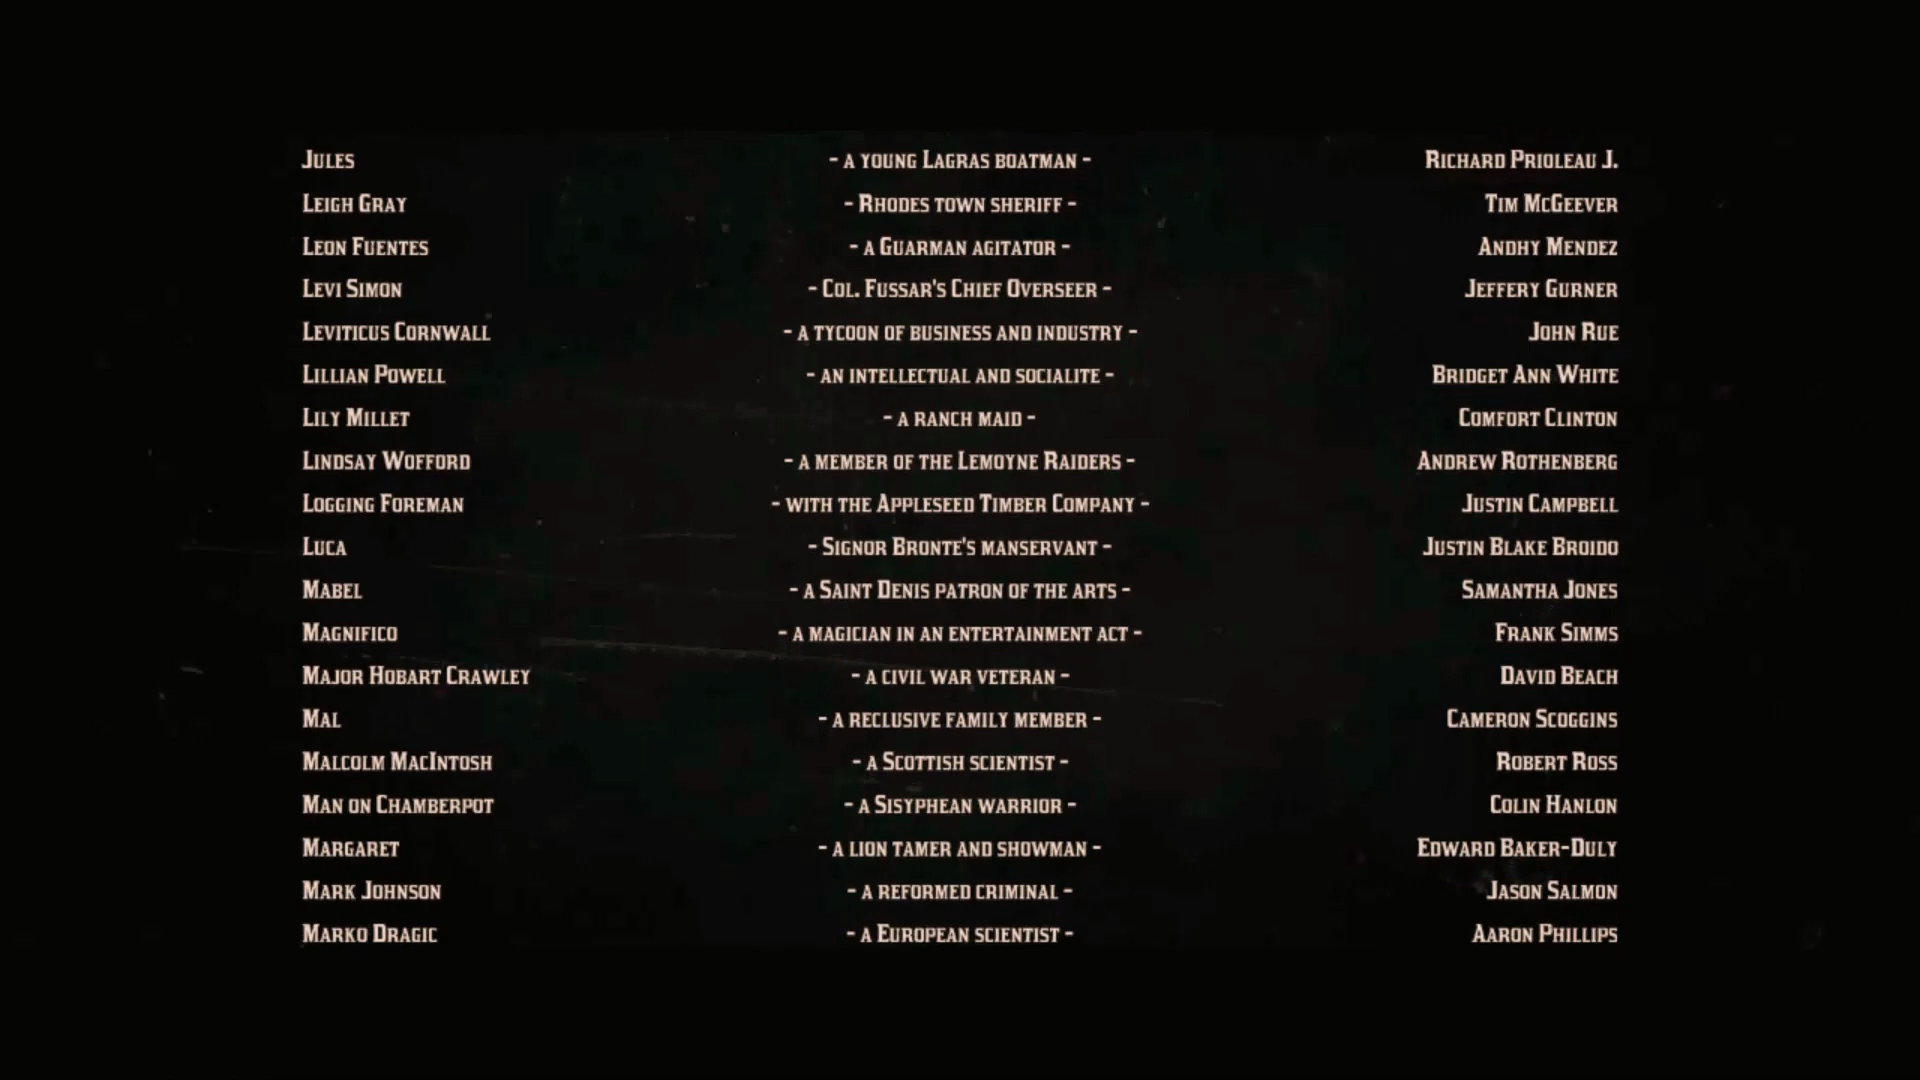 Jules - a young Lagras boatman - Richard Prioleau J.
Leigh Gray - Rhodes town sheriff - Tim McGeever
Leon Fuentes - a Guarman agitator - Andhy Mendez
Levi Simon - Col. Fussar's Chief Overseer - Jeffery Gurner
Leviticus Cornwall - a tycoon of business and industry - John Rue
Lillian Powell - an intellectual and socialite - Bridget Ann White
Lily Millet - a ranch maid - Comfort Clinton
Lindsay Wofford - a member of the Lemoyne Raiders - Andrew Rothenberg
Logging Foreman - with the Appleseed Timber Company - Justin Campbell
Luca - Signor Bronte's manservant - Justin Blake Broido
Mabel - a Saint Denis patron of the arts - Samantha Jones
Magnifico - a magician in an entertainment act - Frank Simms
Major Hobart Crawley - a civil war veteran - David Beach
Mal - a reclusive family member - Cameron Scoggins
Malcolm MacIntosh - a Scottish scientist - Robert Ross
Man on Chamberpot - a Sisyphean warrior - Colin Hanlon
Margaret - a lion tamer and showman - Edward Baker-Duly
Mark Johnson - a reformed criminal - Jason Salmon
Marko Dragic - a European scientist - Aaron Phillips